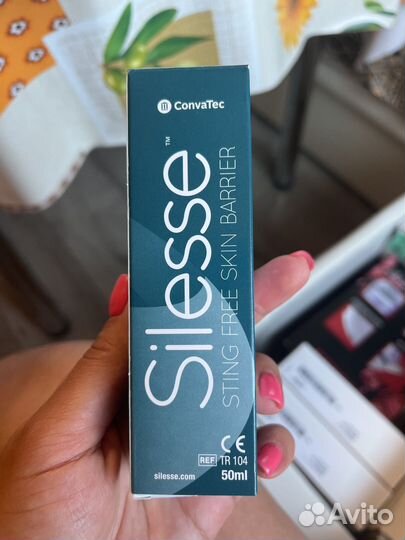 ConvaTec
Silesse™
STING FREE SKIN BARRIER
CE
REF TR 104
silesse.com 50ml
Avito